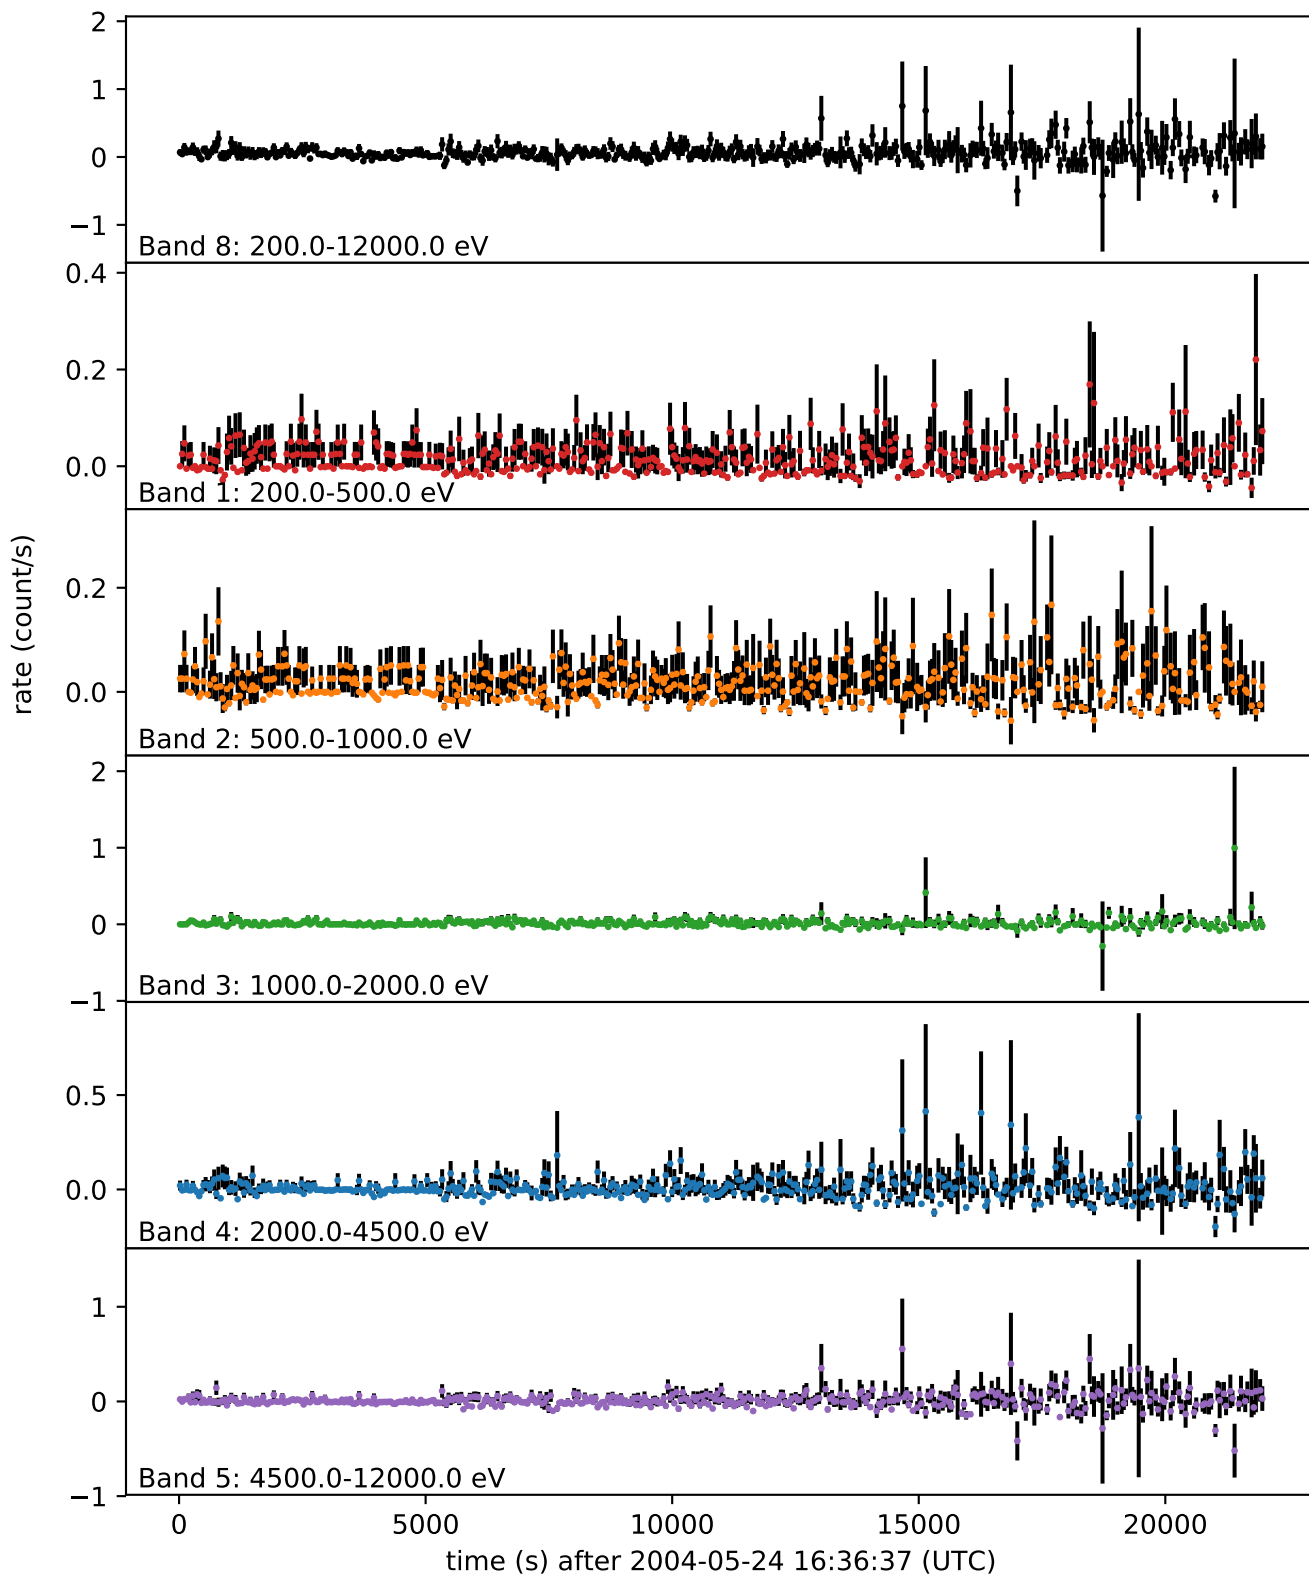 2
1
0
−1
Band 8: 200.0-12000.0 eV
0.4
0.2
0.0
Band 1: 200.0-500.0 eV
rate (count/s)
0.2
0.0
Band 2: 500.0-1000.0 eV
2
1
0
−1
Band 3: 1000.0-2000.0 eV
0.5
0.0
Band 4: 2000.0-4500.0 eV
1
0
−1
Band 5: 4500.0-12000.0 eV
0 5000 10000 15000 20000
time (s) after 2004-05-24 16:36:37 (UTC)